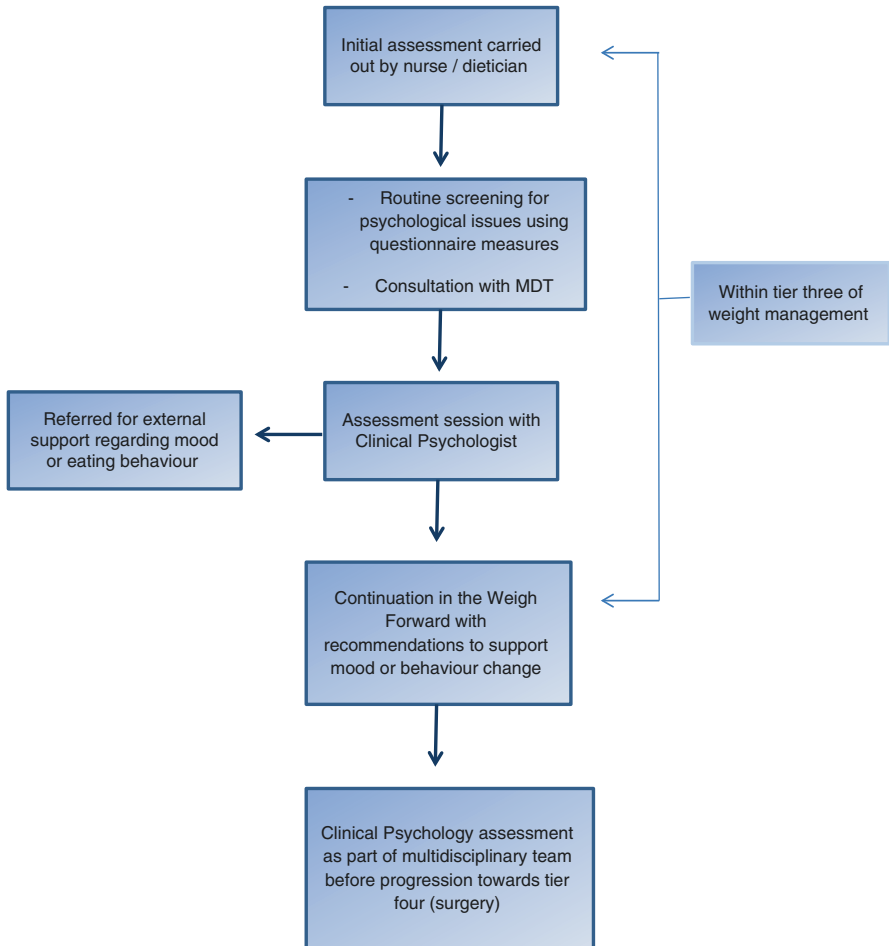 Initial assessment carried
out by nurse / dietician
- Routine screening for
psychological issues using
questionnaire measures
- Consultation with MDT
Within tier three of
weight management
Referred for external
support regarding mood
or eating behaviour
Assessment session with
Clinical Psychologist
Continuation in the Weigh
Forward with
recommendations to support
mood or behaviour change
Clinical Psychology assessment
as part of multidisciplinary team
before progression towards tier
four (surgery)